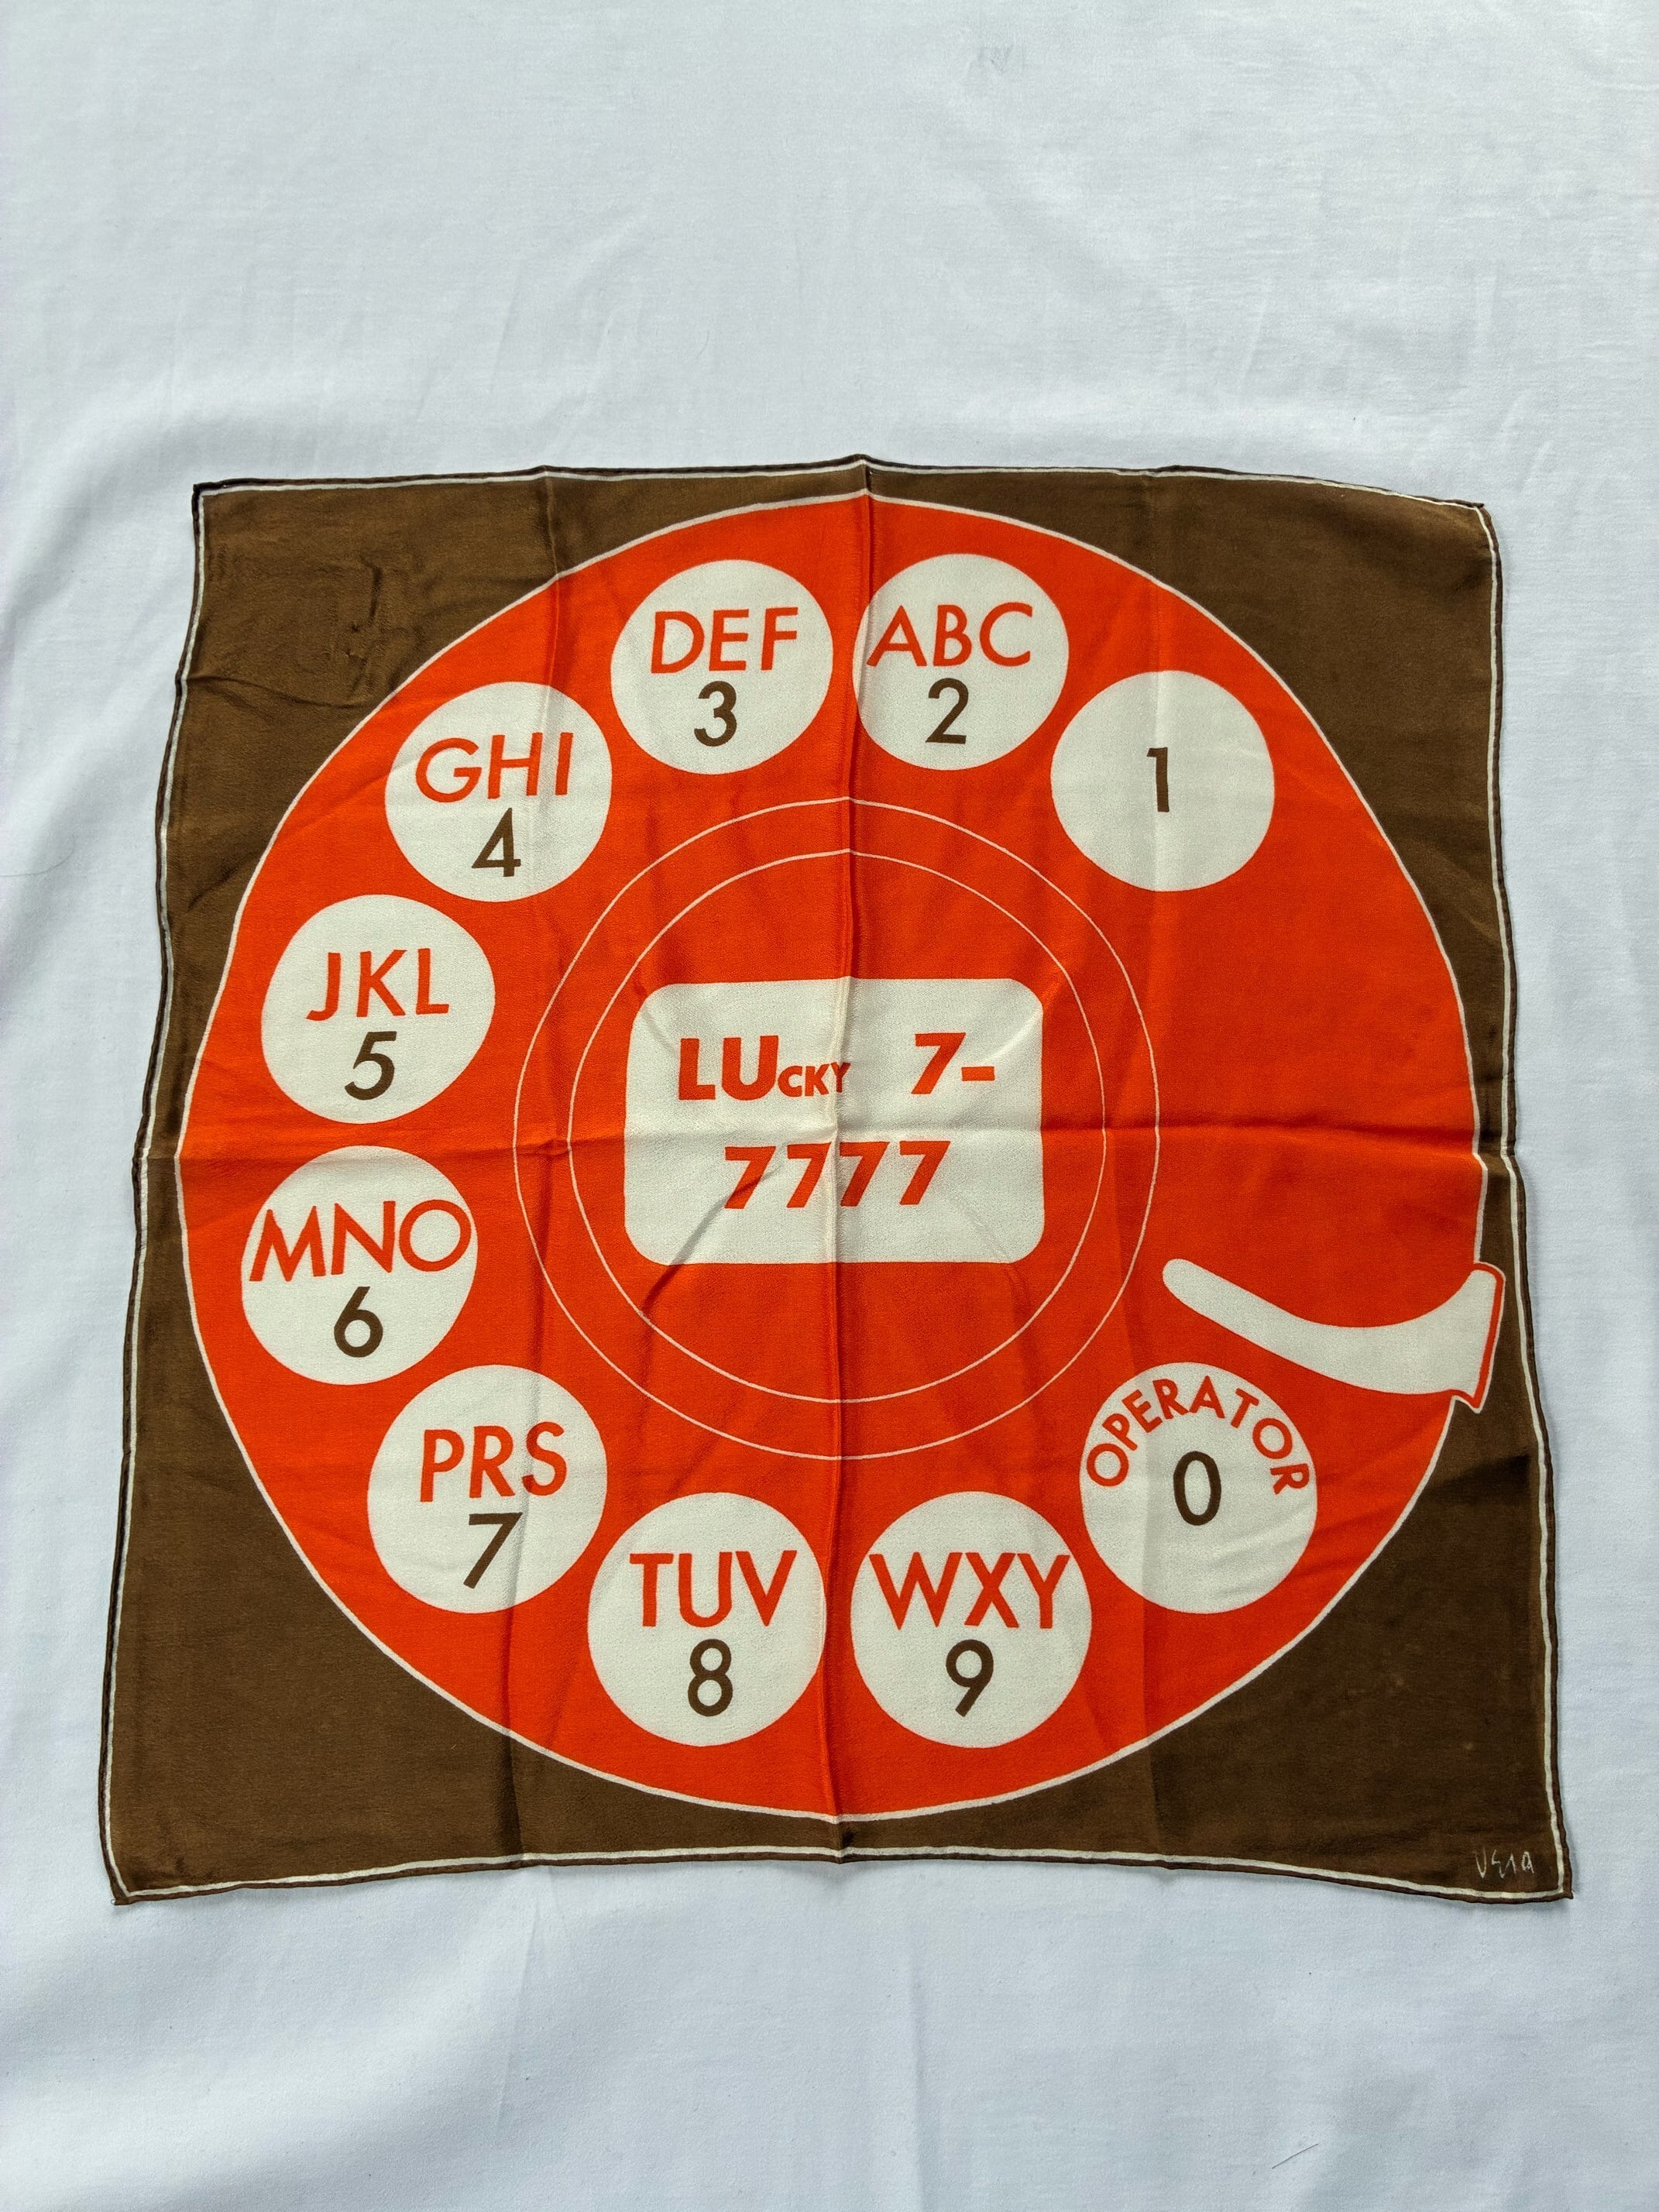 DEF
3
ABC
2
1
GHI
4
JKL
5
MNO
6
PRS
7
TUV
8
WXY
9
OPERATOR
0
LUCKY 7-
7777
Vera